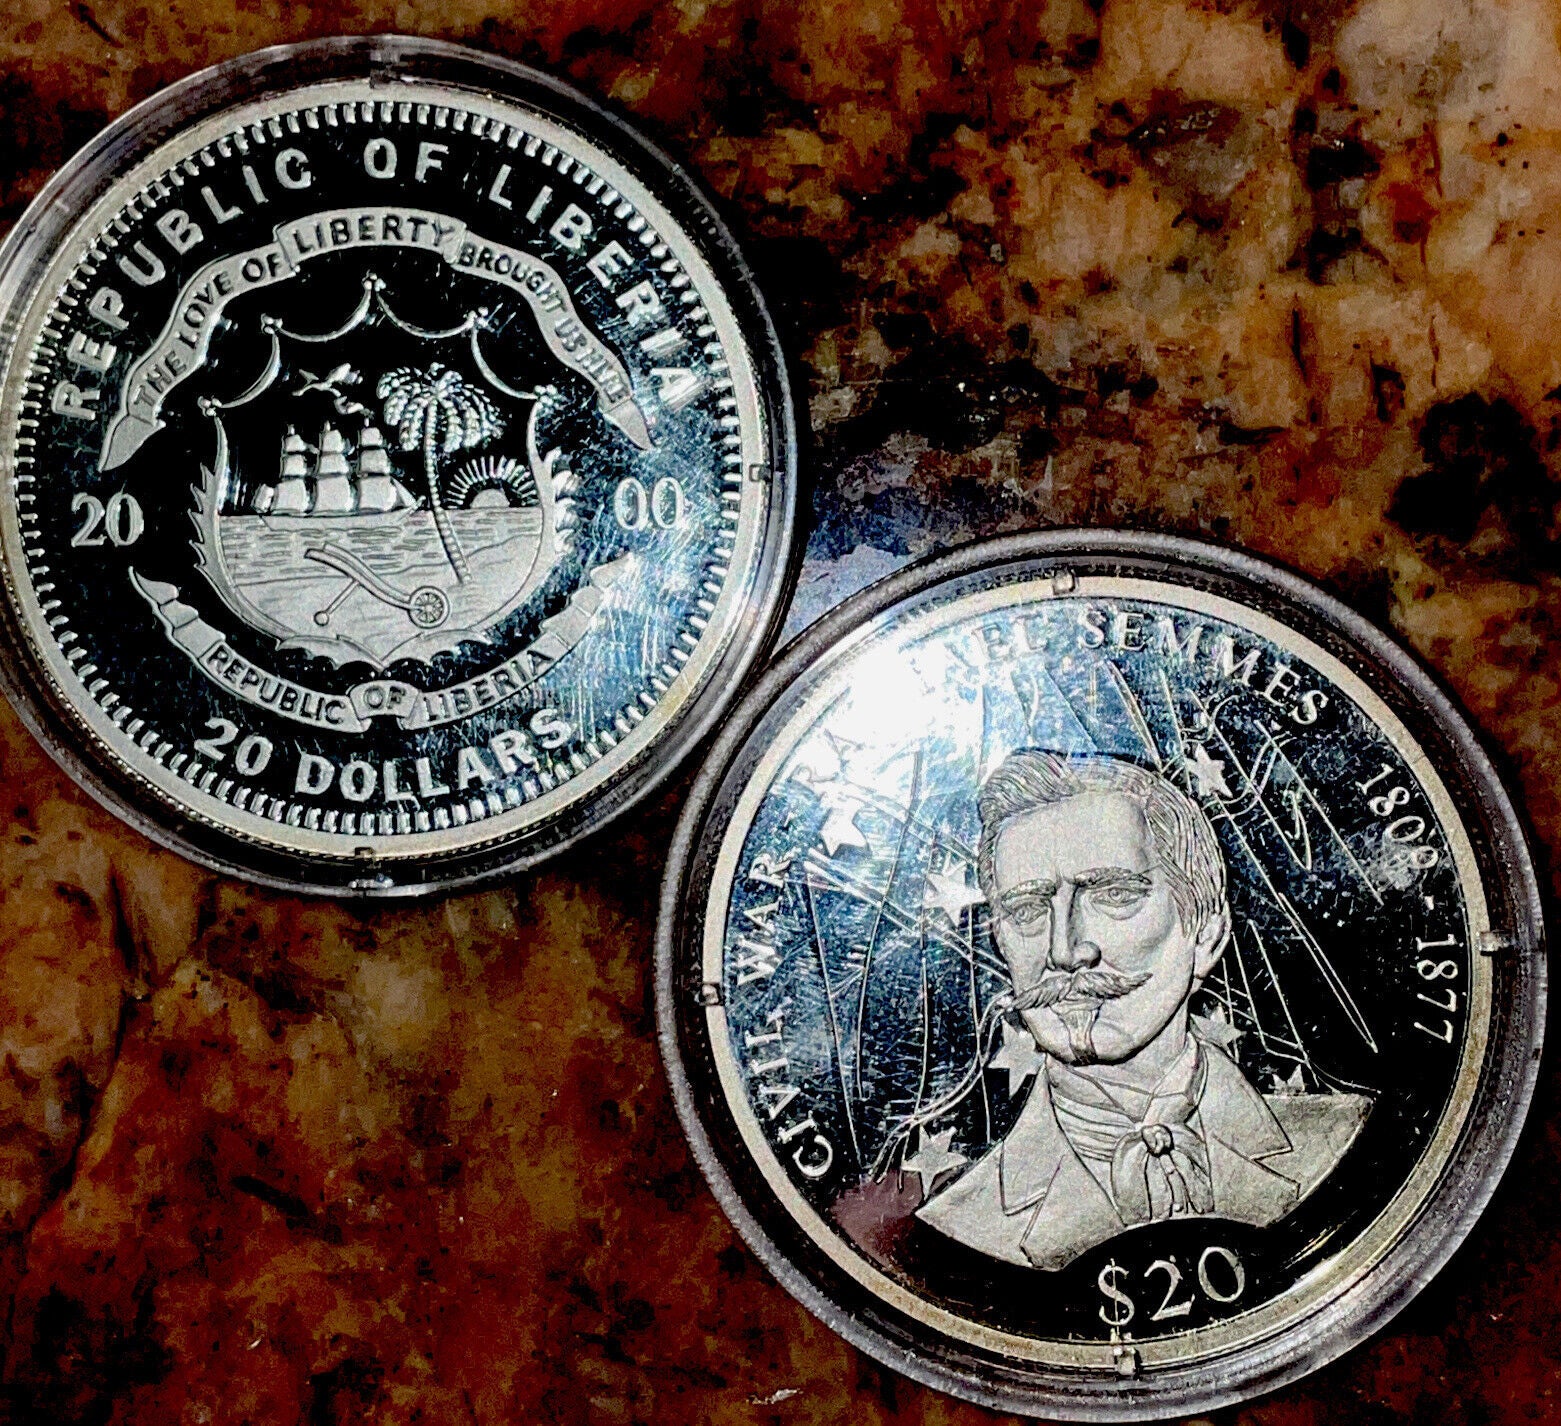 REPUBLIC OF LIBERIA
THE LOVE OF LIBERTY BROUGHT US HERE
20 00
REPUBLIC OF LIBERIA
20 DOLLARS
CIVIL WAR - RAFAEL SEMMES 1809 - 1877
$20